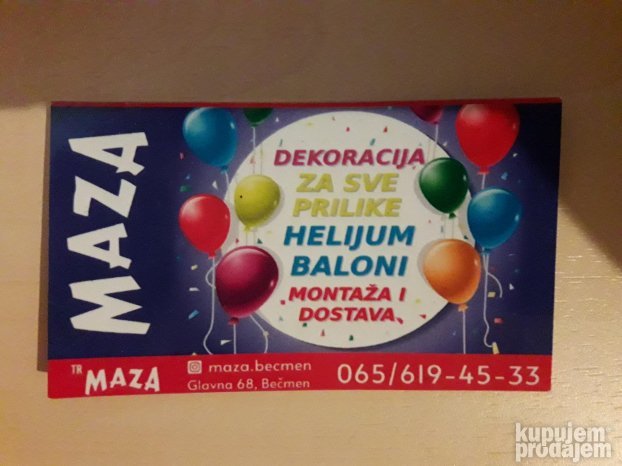 MAZA
DEKORACIJA
ZA SVE
PRILIKE
HELIJUM
BALONI
MONTAŽA I
DOSTAVA
TR MAZA
maza.becmen
Glavna 68, Bečmen
065/619-45-33
kupujem
prodajem